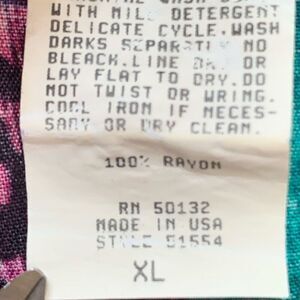 WITH MILD DETERGENT
DELICATE CYCLE. WASH
DARKS SEPARATLY NO
BLEACH. LINE DRY OR
LAY FLAT TO DRY. DO
NOT TWIST OR WRING.
COOL IRON IF NECES-
SARY OR DRY CLEAN.
100% RAYON
RN 50132
MADE IN USA
STYLE 51554
XL